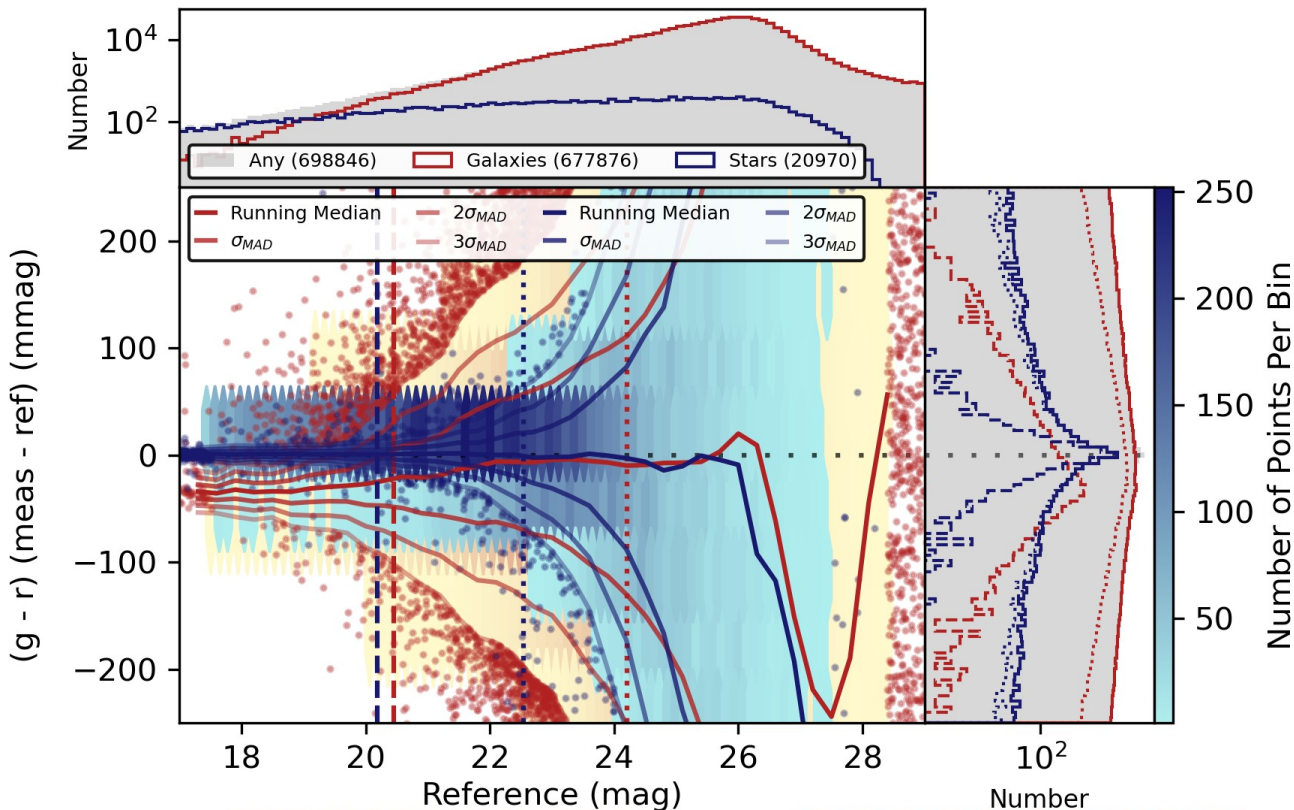 Number
10⁴
10²
Any (698846) Galaxies (677876) Stars (20970)
Running Median 2σ_MAD Running Median 2σ_MAD
σ_MAD 3σ_MAD σ_MAD 3σ_MAD
(g - r) (meas - ref) (mmag)
200
100
0
−100
−200
18 20 22 24 26 28
Reference (mag)
10²
Number
250
200
150
100
50
Number of Points Per Bin